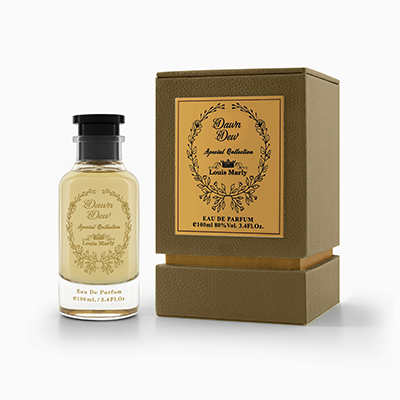 Dawn
Dew
Special Collection
Louis Marly
Eau De Parfum
℮100ml./3.4FL.Oz
Dawn
Dew
Special Collection
Louis Marly
EAU DE PARFUM
℮100ml 80%Vol. 3.4FL.Oz.